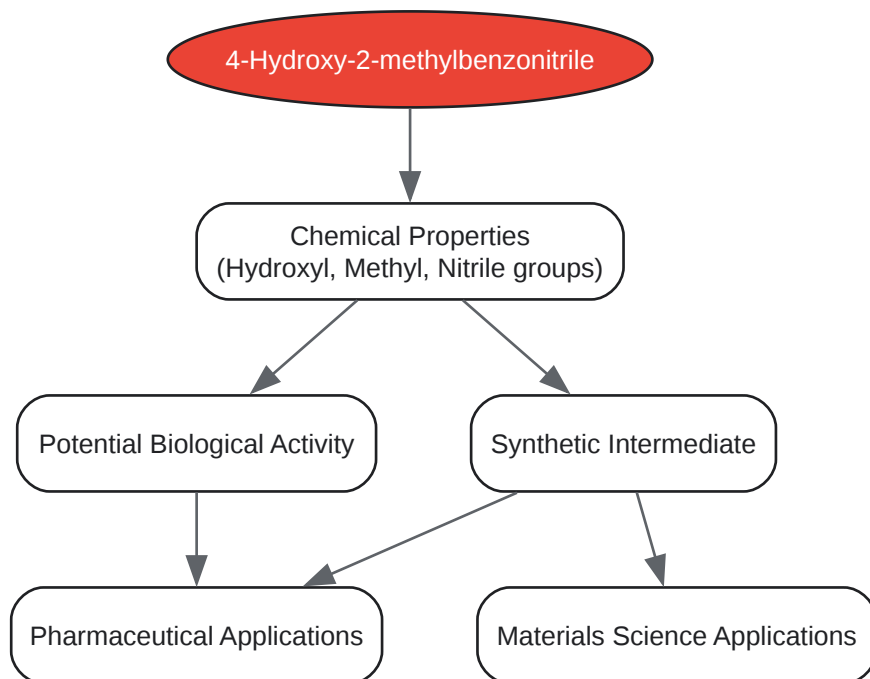 4-Hydroxy-2-methylbenzonitrile
Chemical Properties
(Hydroxyl, Methyl, Nitrile groups)
Potential Biological Activity
Synthetic Intermediate
Pharmaceutical Applications
Materials Science Applications